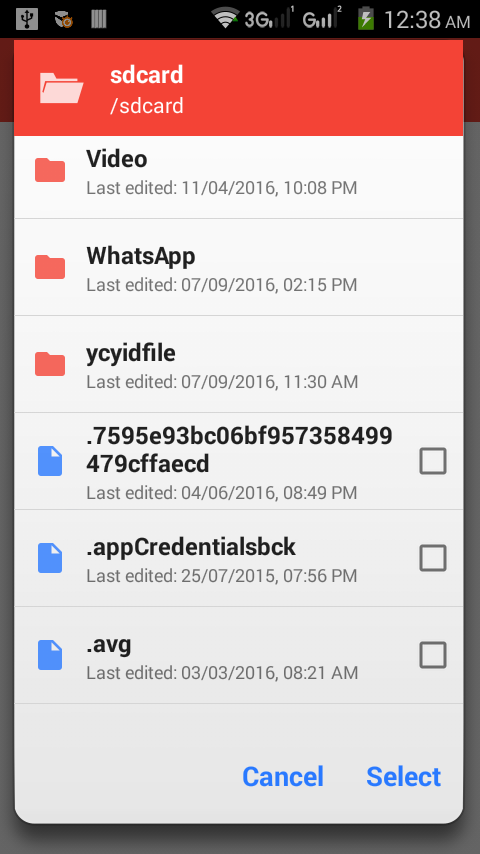 3G 1 G 2 12:38 AM
sdcard
/sdcard
Video
Last edited: 11/04/2016, 10:08 PM
WhatsApp
Last edited: 07/09/2016, 02:15 PM
ycyidfile
Last edited: 07/09/2016, 11:30 AM
.7595e93bc06bf957358499
479cffaecd
Last edited: 04/06/2016, 08:49 PM
.appCredentialsbck
Last edited: 25/07/2015, 07:56 PM
.avg
Last edited: 03/03/2016, 08:21 AM
Cancel Select